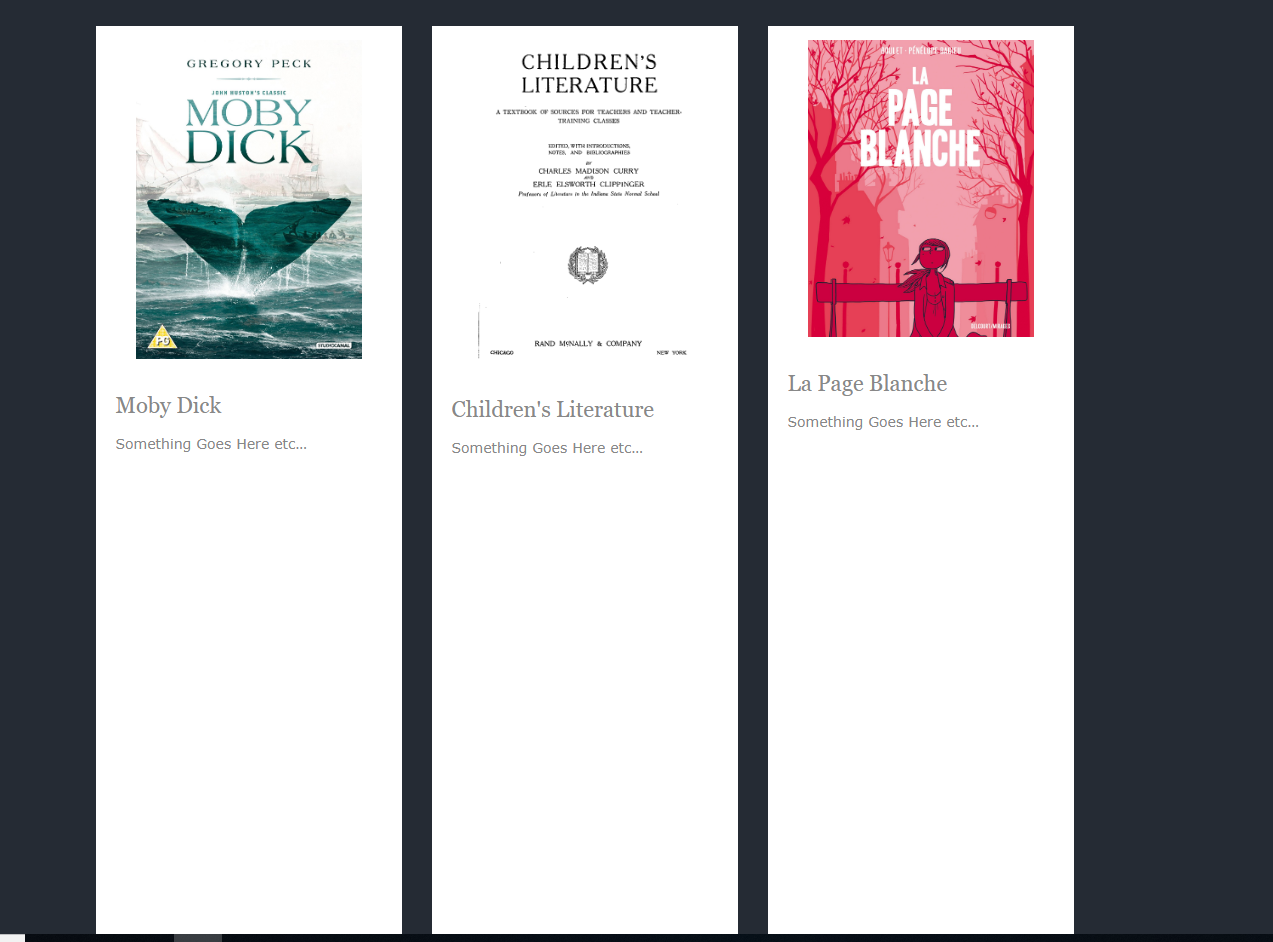 GREGORY PECK
JOHN HUSTON'S CLASSIC
MOBY
DICK
PG
STUDIOCANAL
Moby Dick
Something Goes Here etc...
CHILDREN'S
LITERATURE
A TEXTBOOK OF SOURCES FOR TEACHERS AND TEACHER-
TRAINING CLASSES
EDITED, WITH INTRODUCTIONS,
NOTES, AND BIBLIOGRAPHIES
BY
CHARLES MADISON CURRY
AND
ERLE ELSWORTH CLIPPINGER
Professors of Literature in the Indiana State Normal School
RAND McNALLY & COMPANY
CHICAGO
NEW YORK
Children's Literature
Something Goes Here etc...
BOULET - PÉNÉLOPE BAGIEU
LA
PAGE
BLANCHE
DELCOURT/MIRAGES
La Page Blanche
Something Goes Here etc...